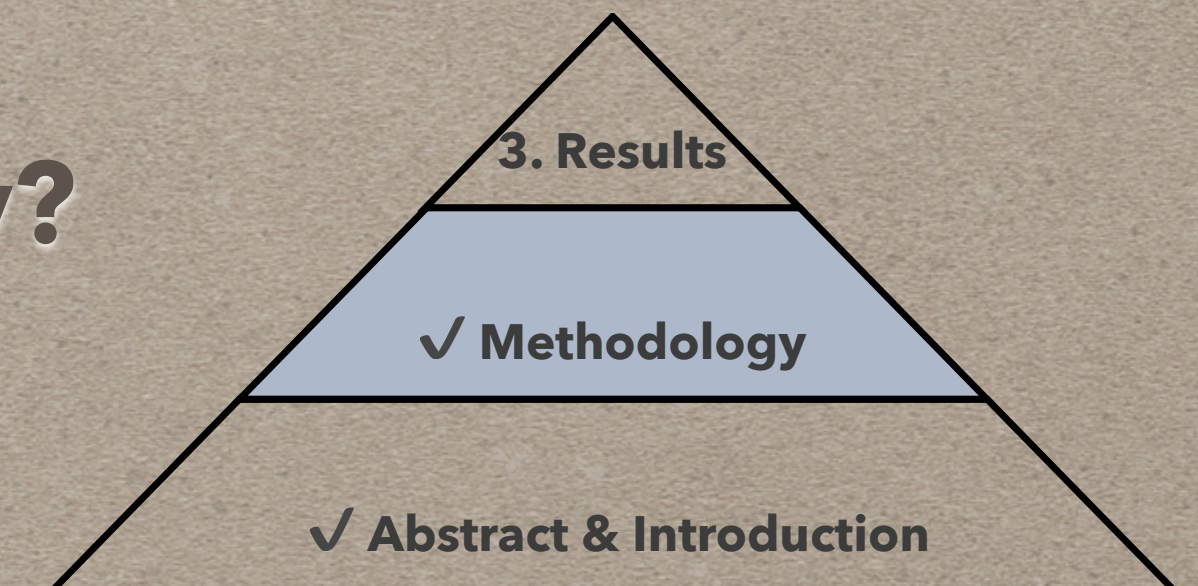 3. Results
✓ Methodology
✓ Abstract & Introduction